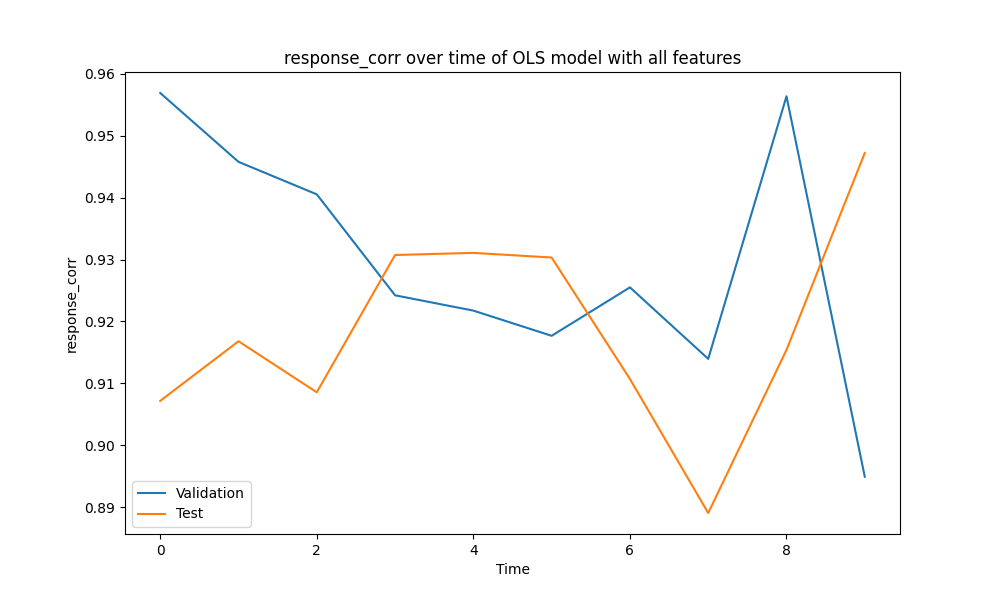 response_corr over time of OLS model with all features
0.96
0.95
0.94
0.93
0.92
0.91
0.90
0.89
response_corr
Validation
Test
0 2 4 6 8
Time